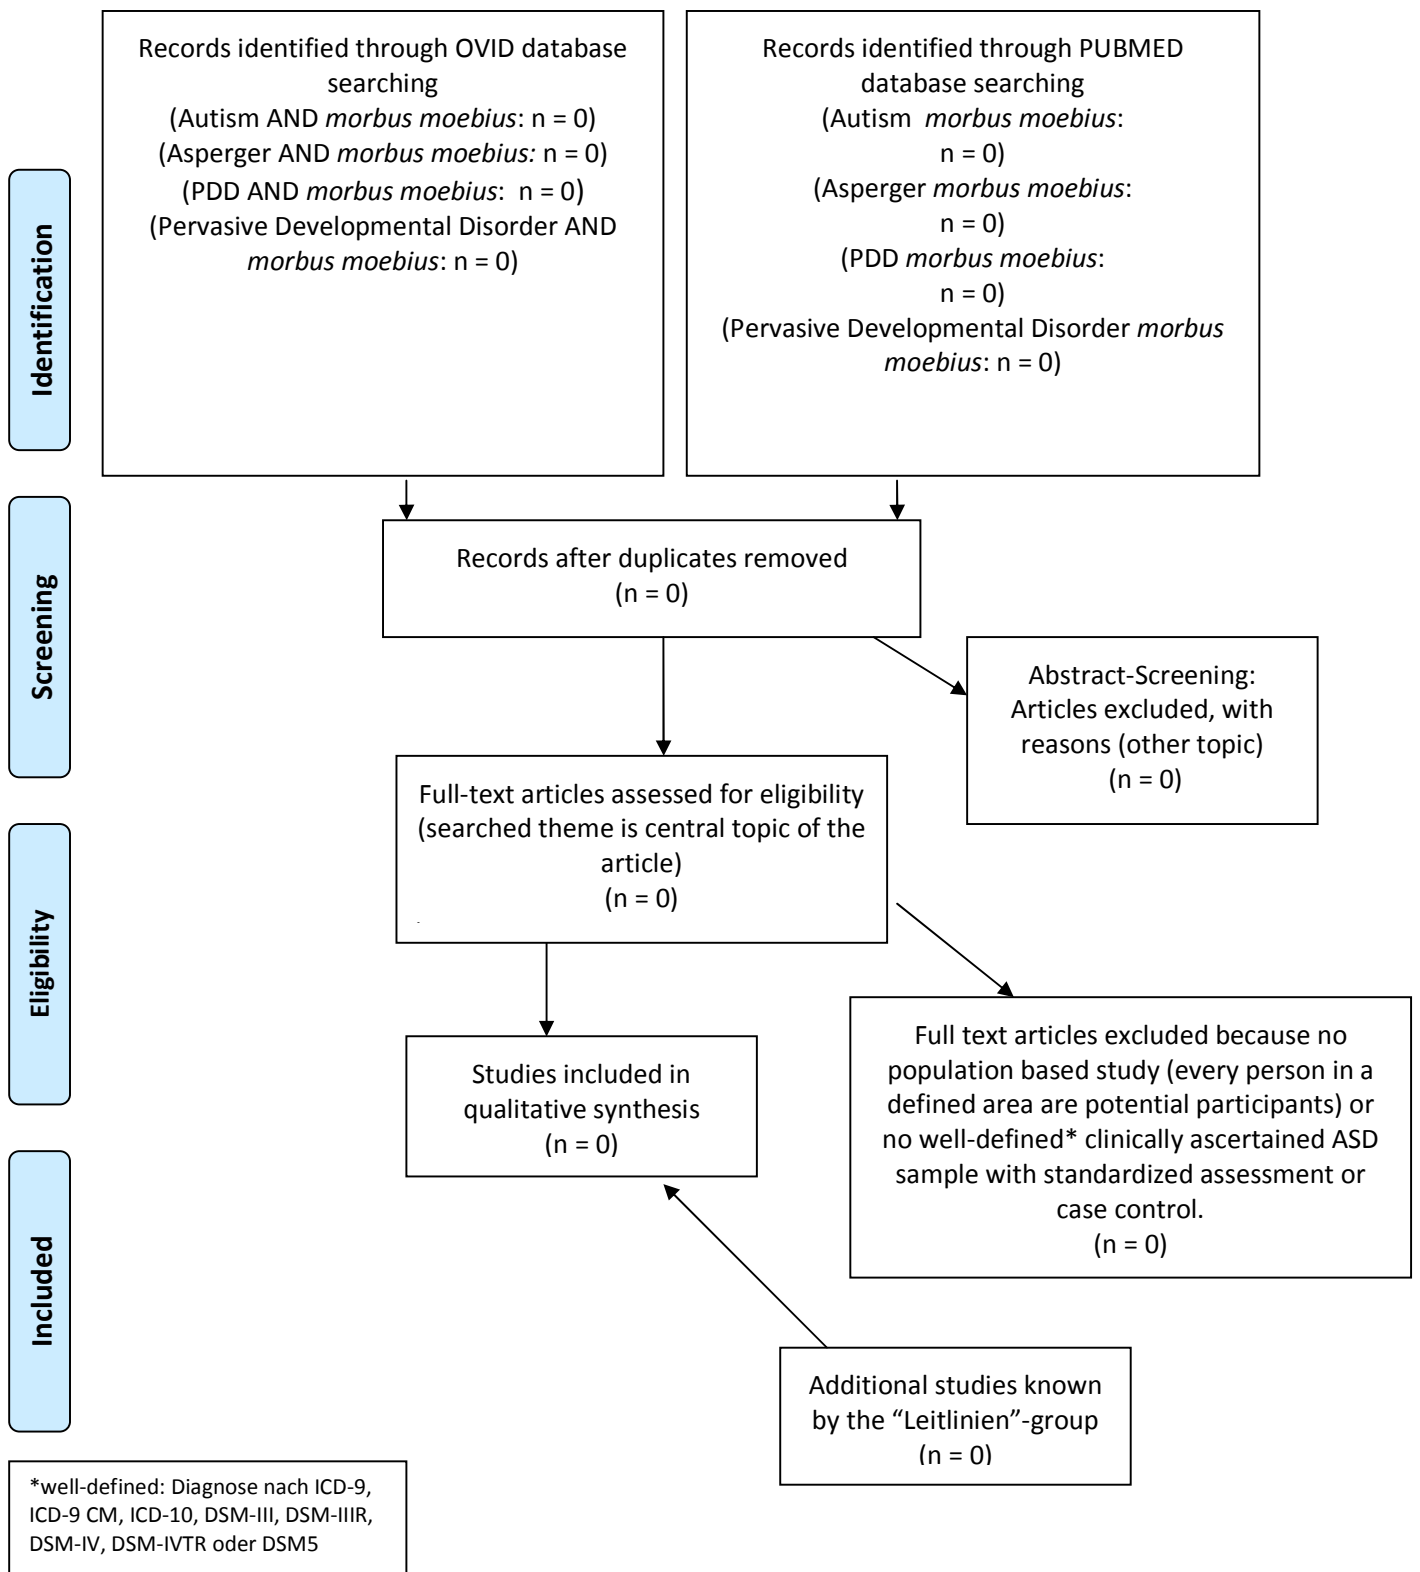 Records identified through OVID database
searching
(Autism AND morbus moebius: n = 0)
(Asperger AND morbus moebius: n = 0)
(PDD AND morbus moebius: n = 0)
(Pervasive Developmental Disorder AND
morbus moebius: n = 0)
Records identified through PUBMED
database searching
(Autism morbus moebius:
n = 0)
(Asperger morbus moebius:
n = 0)
(PDD morbus moebius:
n = 0)
(Pervasive Developmental Disorder morbus
moebius: n = 0)
Identification
Records after duplicates removed
(n = 0)
Screening
Abstract-Screening:
Articles excluded, with
reasons (other topic)
(n = 0)
Full-text articles assessed for eligibility
(searched theme is central topic of the
article)
(n = 0)
Eligibility
Full text articles excluded because no
population based study (every person in a
defined area are potential participants) or
no well-defined* clinically ascertained ASD
sample with standardized assessment or
case control.
(n = 0)
Studies included in
qualitative synthesis
(n = 0)
Included
Additional studies known
by the “Leitlinien”-group
(n = 0)
*well-defined: Diagnose nach ICD-9,
ICD-9 CM, ICD-10, DSM-III, DSM-IIIR,
DSM-IV, DSM-IVTR oder DSM5